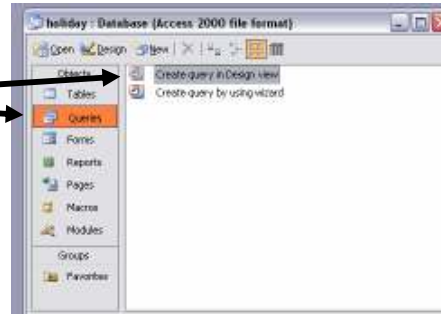 holiday : Database (Access 2000 file format)
Open Design New
Objects
Tables
Queries
Forms
Reports
Pages
Macros
Modules
Groups
Favorites
Create query in Design view
Create query by using wizard